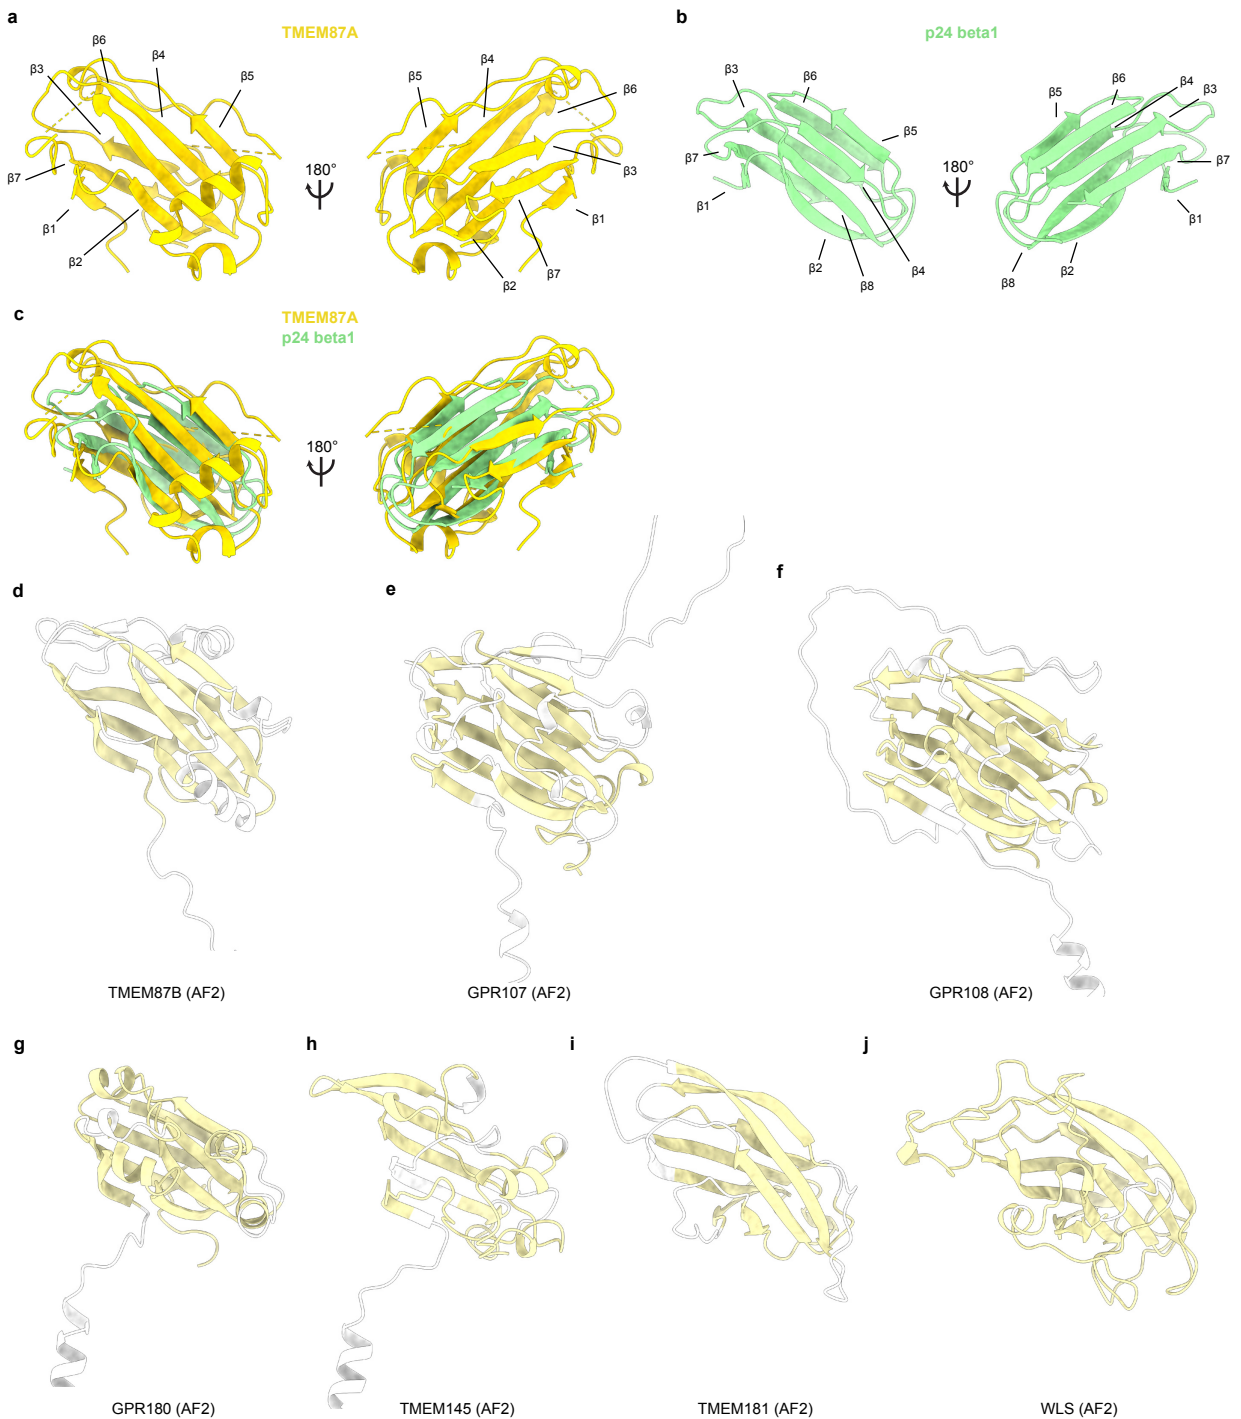 a
TMEM87A
β6
β4
β3
β5
β7
β1
β2
180°
β5
β4
β6
β3
β1
β7
β2
b
p24 beta1
β3
β6
β5
β7
β1
β2
β8
β4
180°
β6
β4
β5
β3
β7
β1
β2
β8
c
TMEM87A
p24 beta1
180°
d
e
f
TMEM87B (AF2)
GPR107 (AF2)
GPR108 (AF2)
g
h
i
j
GPR180 (AF2)
TMEM145 (AF2)
TMEM181 (AF2)
WLS (AF2)